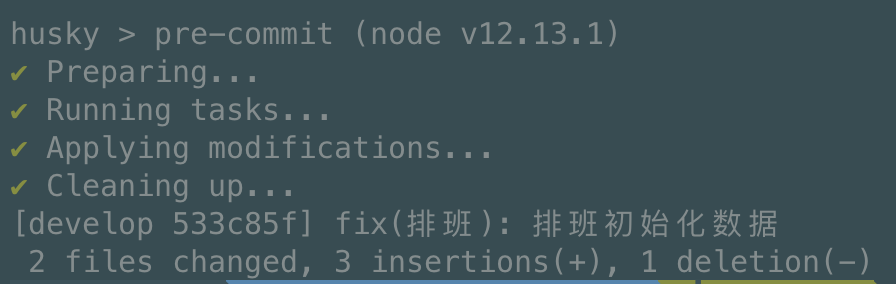 husky > pre-commit (node v12.13.1)
✔ Preparing...
✔ Running tasks...
✔ Applying modifications...
✔ Cleaning up...
[develop 533c85f] fix(排班): 排班初始化数据
 2 files changed, 3 insertions(+), 1 deletion(-)